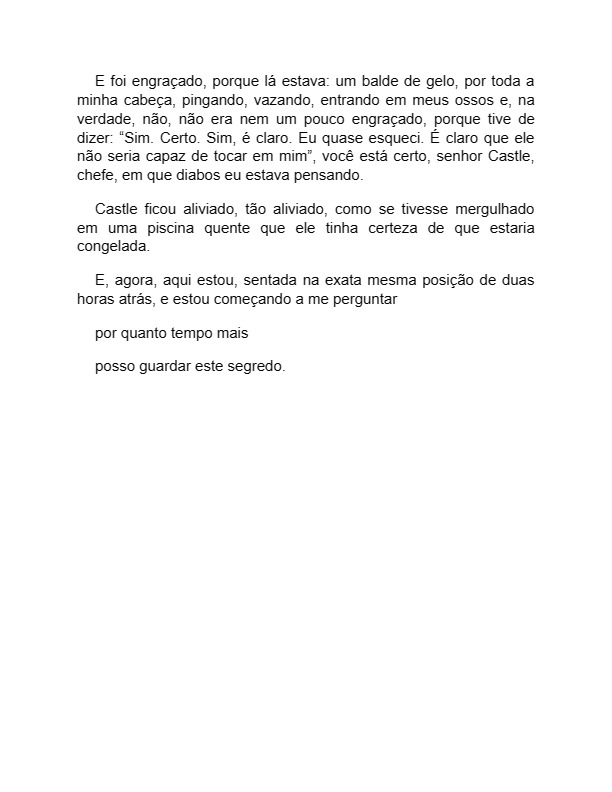 E foi engraçado, porque lá estava: um balde de gelo, por toda a
minha cabeça, pingando, vazando, entrando em meus ossos e, na
verdade, não, não era nem um pouco engraçado, porque tive de
dizer: “Sim. Certo. Sim, é claro. Eu quase esqueci. É claro que ele
não seria capaz de tocar em mim”, você está certo, senhor Castle,
chefe, em que diabos eu estava pensando.
Castle ficou aliviado, tão aliviado, como se tivesse mergulhado
em uma piscina quente que ele tinha certeza de que estaria
congelada.
E, agora, aqui estou, sentada na exata mesma posição de duas
horas atrás, e estou começando a me perguntar
por quanto tempo mais
posso guardar este segredo.